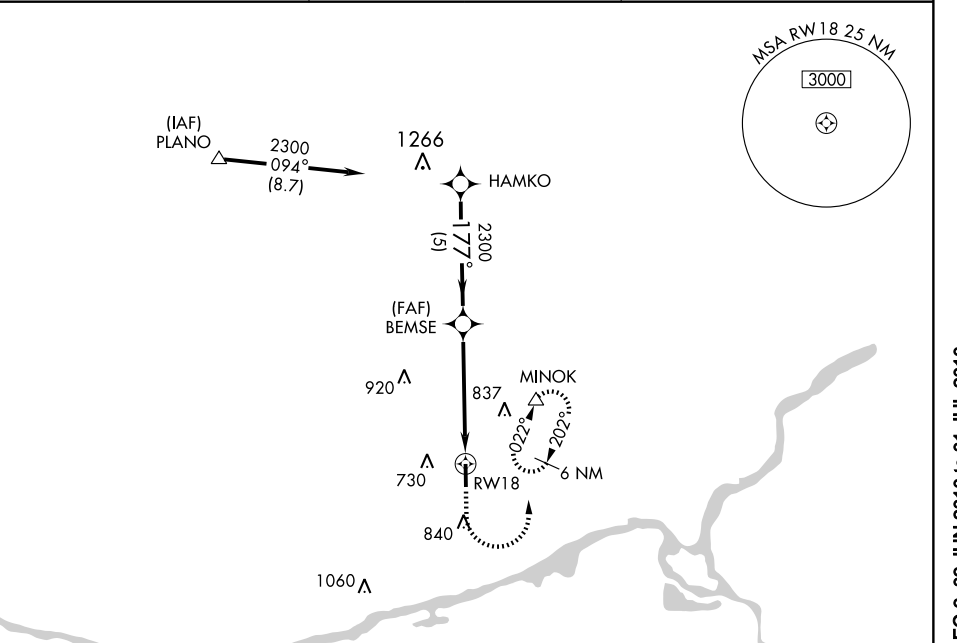 MSA RW18 25 NM
3000
(IAF)
PLANO
2300
094°
(8.7)
1266
HAMKO
2300
177°
(5)
(FAF)
BEMSE
920
837
MINOK
022°
202°
6 NM
730
RW18
840
1060